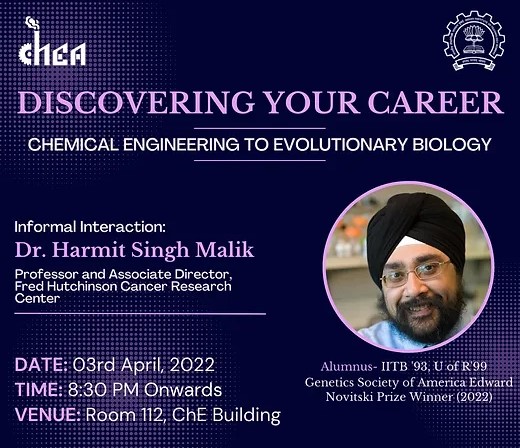 CHEA
DISCOVERING YOUR CAREER
CHEMICAL ENGINEERING TO EVOLUTIONARY BIOLOGY
Informal Interaction:
Dr. Harmit Singh Malik
Professor and Associate Director,
Fred Hutchinson Cancer Research
Center
DATE: 03rd April, 2022
TIME: 8:30 PM Onwards
VENUE: Room 112, ChE Building
Alumnus- IITB '93, U of R'99
Genetics Society of America Edward
Novitski Prize Winner (2022)